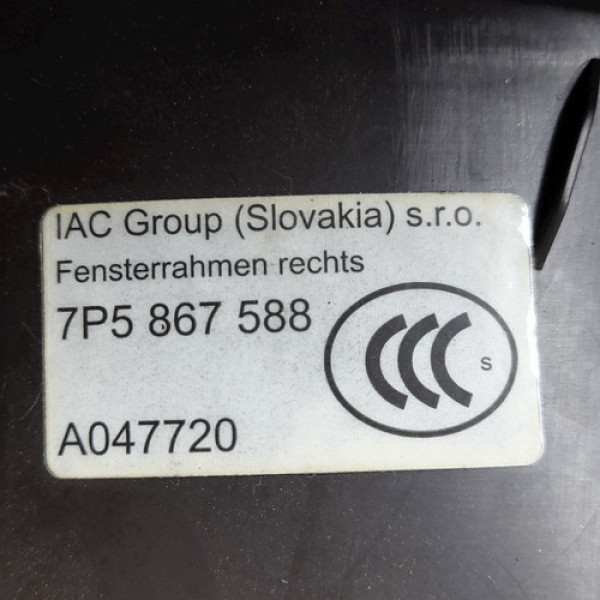 IAC Group (Slovakia) s.r.o.
Fensterrahmen rechts
7P5 867 588
CCC S
A047720